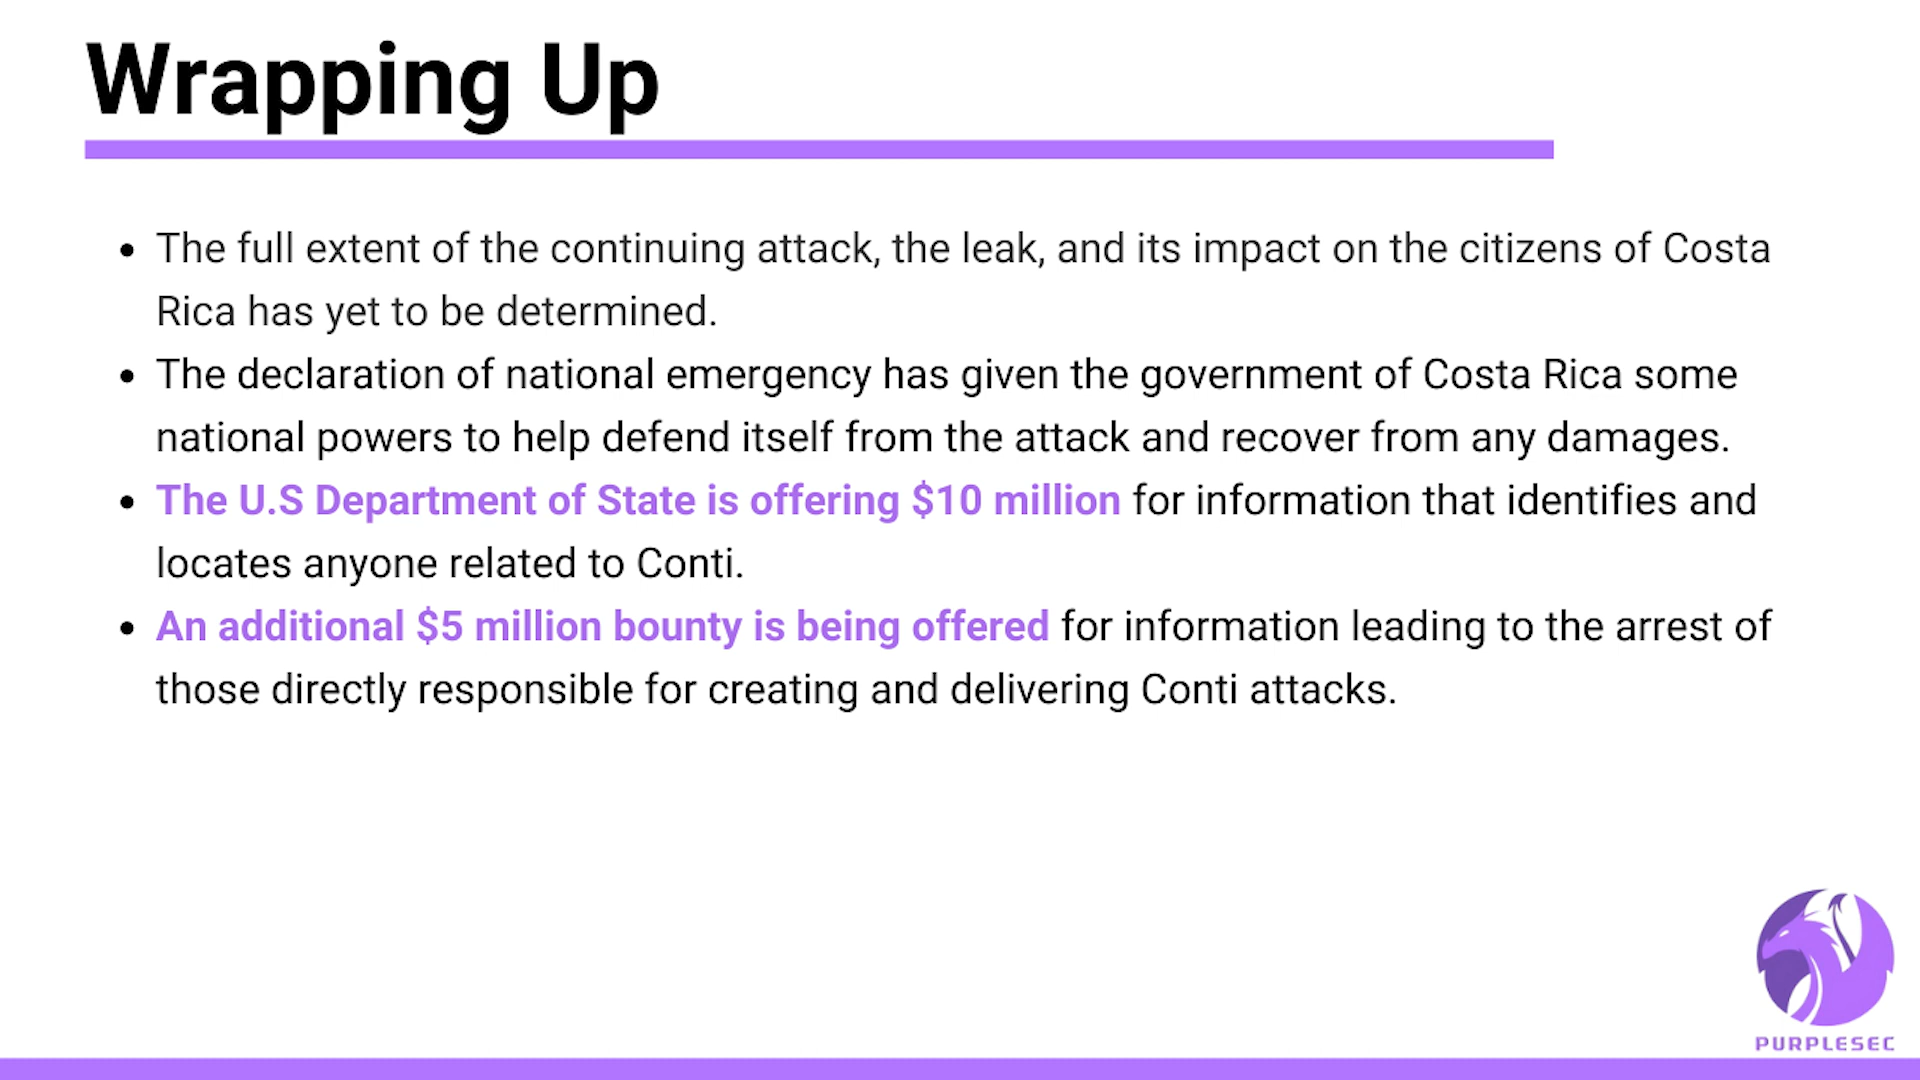 Wrapping Up
• The full extent of the continuing attack, the leak, and its impact on the citizens of Costa
Rica has yet to be determined.
• The declaration of national emergency has given the government of Costa Rica some
national powers to help defend itself from the attack and recover from any damages.
• The U.S Department of State is offering $10 million for information that identifies and
locates anyone related to Conti.
• An additional $5 million bounty is being offered for information leading to the arrest of
those directly responsible for creating and delivering Conti attacks.
PURPLESEC